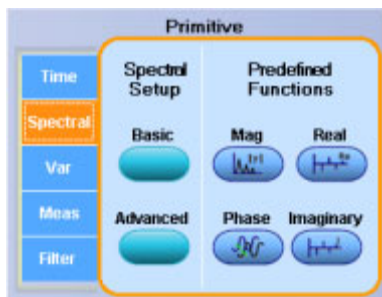 Primitive
Time
Spectral
Var
Meas
Filter
Spectral
Setup
Basic
Advanced
Predefined
Functions
Mag
Real
Phase
Imaginary